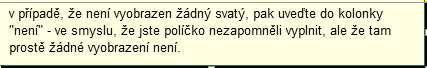 v případě, že není vyobrazen žádný svatý, pak uveďte do kolonky
"není" - ve smyslu, že jste políčko nezapomněli vyplnit, ale že tam
prostě žádné vyobrazení není.